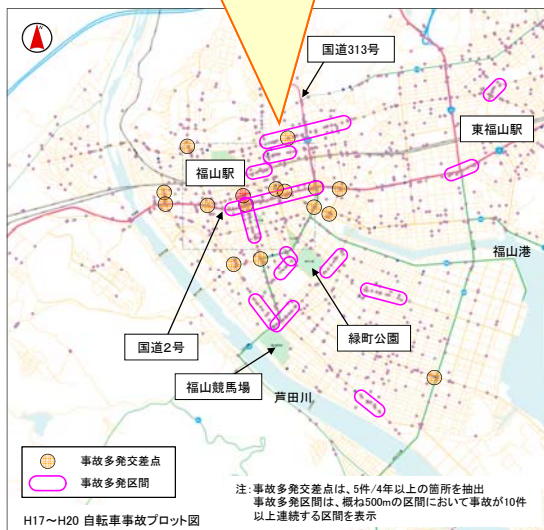 国道313号
東福山駅
福山駅
福山港
国道2号
緑町公園
福山競馬場
芦田川
事故多発交差点
事故多発区間
注：事故多発交差点は、5件/4年以上の箇所を抽出
事故多発区間は、概ね500mの区間において事故が10件
以上連続する区間を表示
H17～H20 自転車事故プロット図